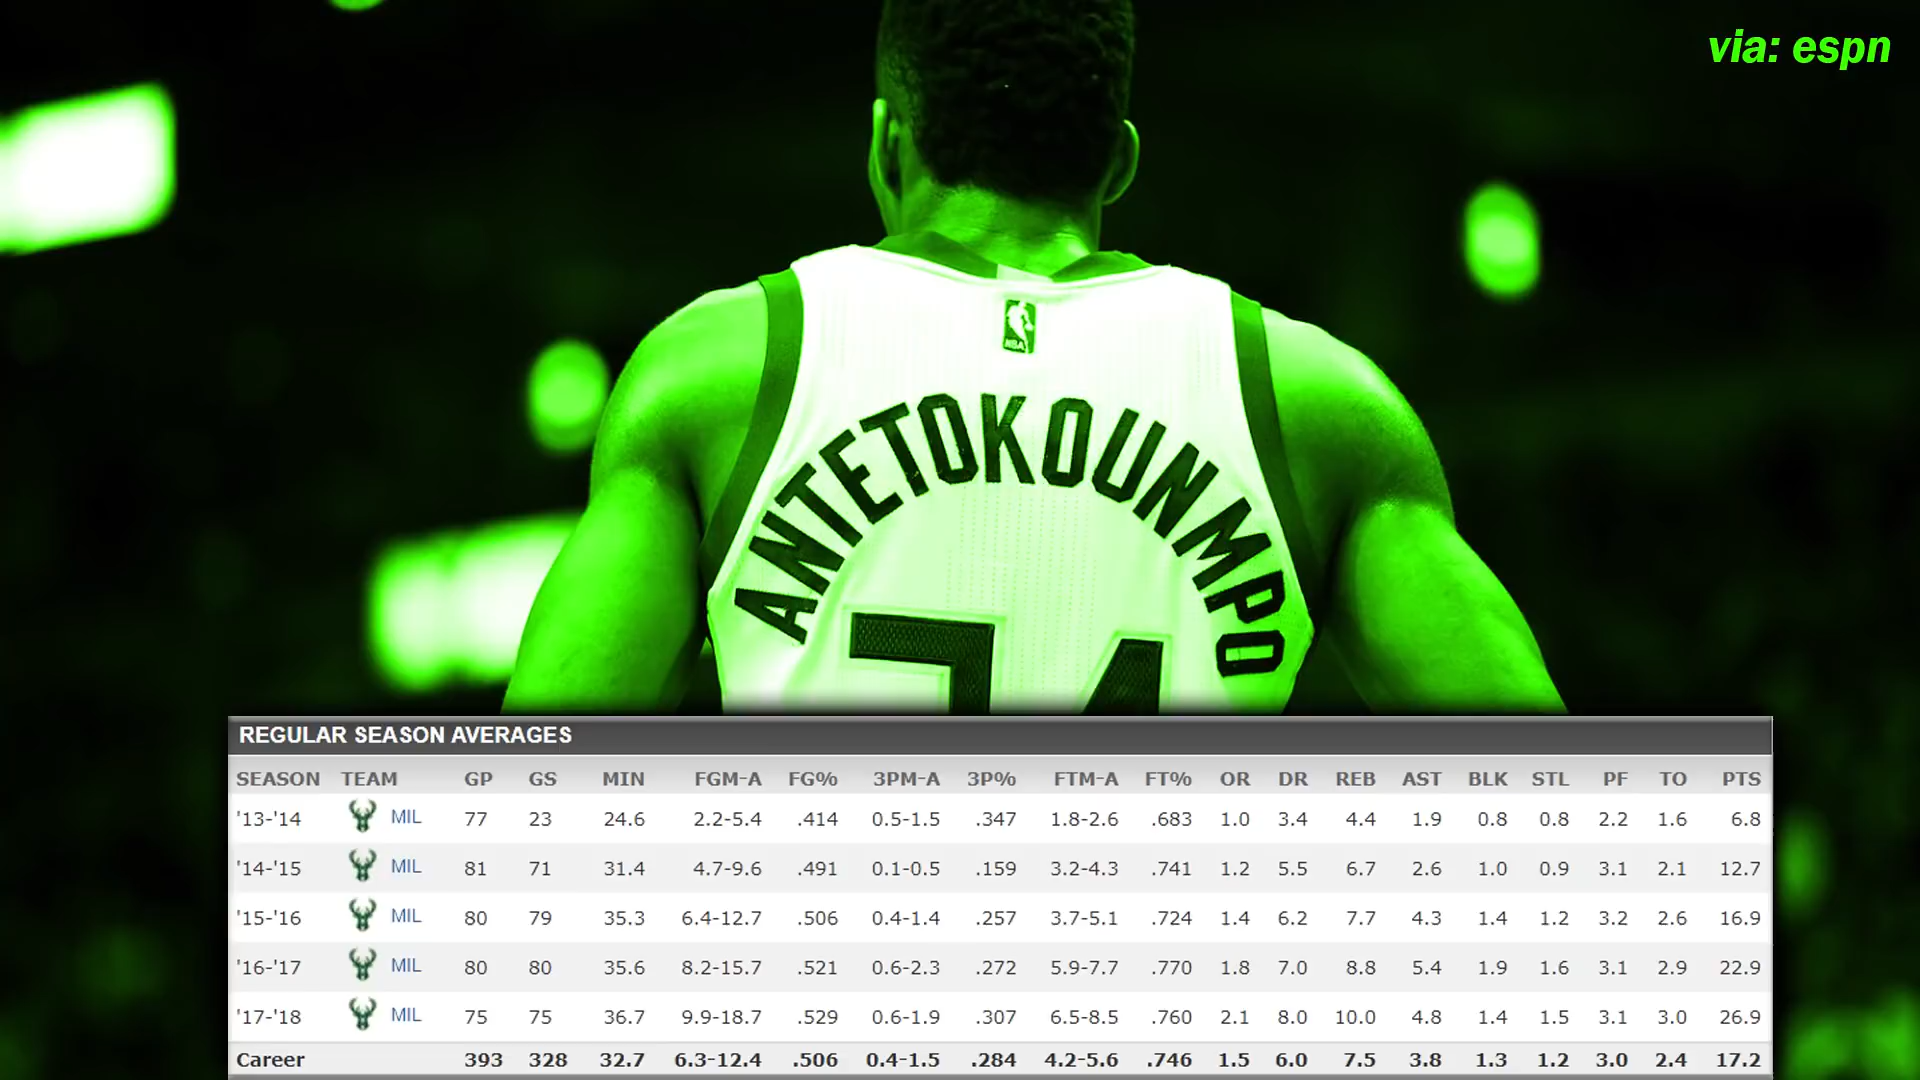 via: espn
NBA
ANTETOKOUNMPO
REGULAR SEASON AVERAGES
SEASON TEAM GP GS MIN FGM-A FG% 3PM-A 3P% FTM-A FT% OR DR REB AST BLK STL PF TO PTS
'13-'14 MIL 77 23 24.6 2.2-5.4 .414 0.5-1.5 .347 1.8-2.6 .683 1.0 3.4 4.4 1.9 0.8 0.8 2.2 1.6 6.8
'14-'15 MIL 81 71 31.4 4.7-9.6 .491 0.1-0.5 .159 3.2-4.3 .741 1.2 5.5 6.7 2.6 1.0 0.9 3.1 2.1 12.7
'15-'16 MIL 80 79 35.3 6.4-12.7 .506 0.4-1.4 .257 3.7-5.1 .724 1.4 6.2 7.7 4.3 1.4 1.2 3.2 2.6 16.9
'16-'17 MIL 80 80 35.6 8.2-15.7 .521 0.6-2.3 .272 5.9-7.7 .770 1.8 7.0 8.8 5.4 1.9 1.6 3.1 2.9 22.9
'17-'18 MIL 75 75 36.7 9.9-18.7 .529 0.6-1.9 .307 6.5-8.5 .760 2.1 8.0 10.0 4.8 1.4 1.5 3.1 3.0 26.9
Career 393 328 32.7 6.3-12.4 .506 0.4-1.5 .284 4.2-5.6 .746 1.5 6.0 7.5 3.8 1.3 1.2 3.0 2.4 17.2